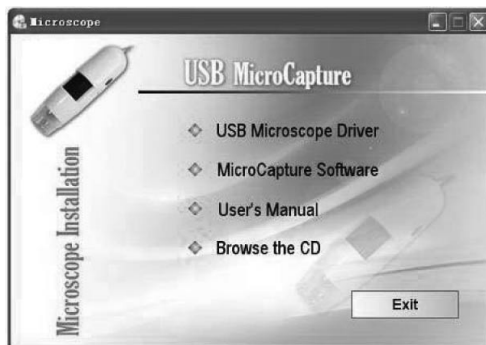 Microscope
USB MicroCapture
USB Microscope Driver
MicroCapture Software
User's Manual
Browse the CD
Exit
Microscope Installation